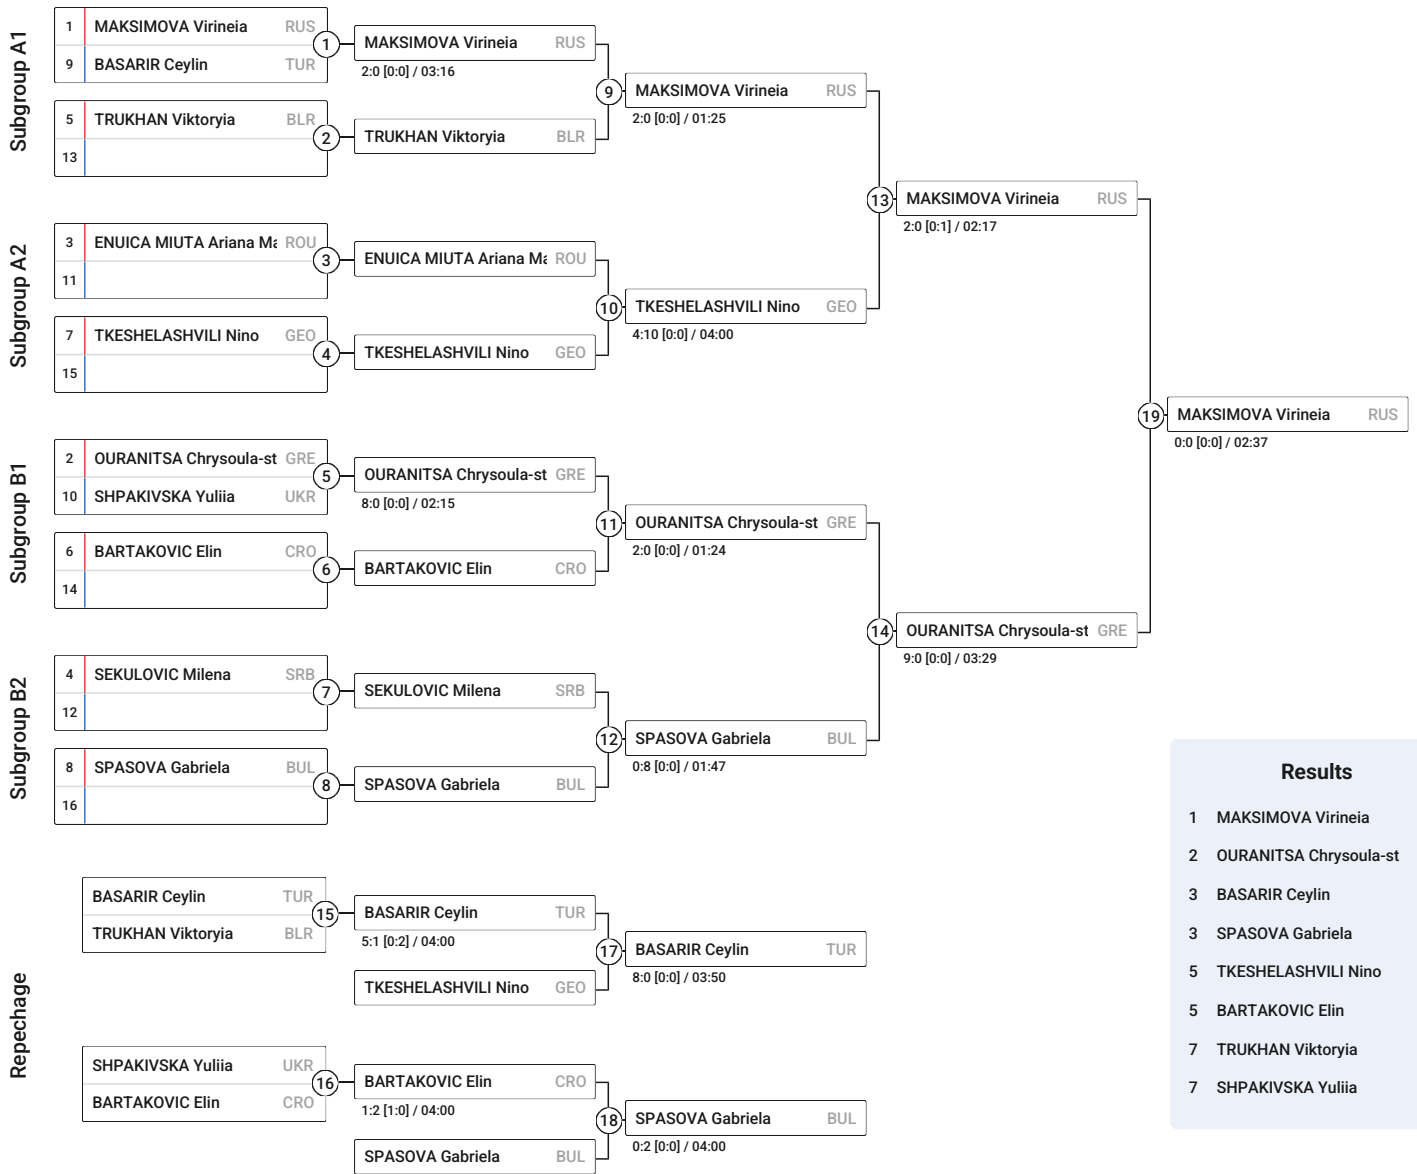 Subgroup A1
1 MAKSIMOVA Virineia RUS
9 BASARIR Ceylin TUR
1
5 TRUKHAN Viktoryia BLR
13
2
MAKSIMOVA Virineia RUS
2:0 [0:0] / 03:16
TRUKHAN Viktoryia BLR
9
MAKSIMOVA Virineia RUS
2:0 [0:0] / 01:25
Subgroup A2
3 ENUICA MIUTA Ariana Ma ROU
11
3
7 TKESHELASHVILI Nino GEO
15
4
ENUICA MIUTA Ariana Ma ROU
TKESHELASHVILI Nino GEO
10
TKESHELASHVILI Nino GEO
4:10 [0:0] / 04:00
13
MAKSIMOVA Virineia RUS
2:0 [0:1] / 02:17
Subgroup B1
2 OURANITSA Chrysoula-st GRE
10 SHPAKIVSKA Yuliia UKR
5
6 BARTAKOVIC Elin CRO
14
6
OURANITSA Chrysoula-st GRE
8:0 [0:0] / 02:15
BARTAKOVIC Elin CRO
11
OURANITSA Chrysoula-st GRE
2:0 [0:0] / 01:24
Subgroup B2
4 SEKULOVIC Milena SRB
12
7
8 SPASOVA Gabriela BUL
16
8
SEKULOVIC Milena SRB
SPASOVA Gabriela BUL
12
SPASOVA Gabriela BUL
0:8 [0:0] / 01:47
14
OURANITSA Chrysoula-st GRE
9:0 [0:0] / 03:29
19
MAKSIMOVA Virineia RUS
0:0 [0:0] / 02:37
Repechage
BASARIR Ceylin TUR
TRUKHAN Viktoryia BLR
15
BASARIR Ceylin TUR
5:1 [0:2] / 04:00
TKESHELASHVILI Nino GEO
17
BASARIR Ceylin TUR
8:0 [0:0] / 03:50
SHPAKIVSKA Yuliia UKR
BARTAKOVIC Elin CRO
16
BARTAKOVIC Elin CRO
1:2 [1:0] / 04:00
SPASOVA Gabriela BUL
18
SPASOVA Gabriela BUL
0:2 [0:0] / 04:00
Results
1 MAKSIMOVA Virineia
2 OURANITSA Chrysoula-st
3 BASARIR Ceylin
3 SPASOVA Gabriela
5 TKESHELASHVILI Nino
5 BARTAKOVIC Elin
7 TRUKHAN Viktoryia
7 SHPAKIVSKA Yuliia